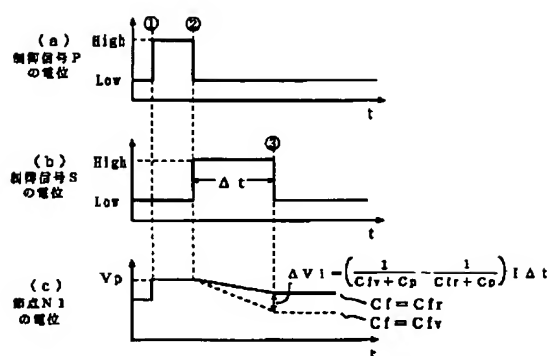 ① ②
(a)
制御信号P
の電位
High
Low
t
③
(b)
制御信号S
の電位
High
Low
Δt
t
(c)
節点N1
の電位
Vp
ΔV1=(1/(Cfv+Cp)-1/(Cfr+Cp))IΔt
Cf=Cfr
Cf=Cfv
t